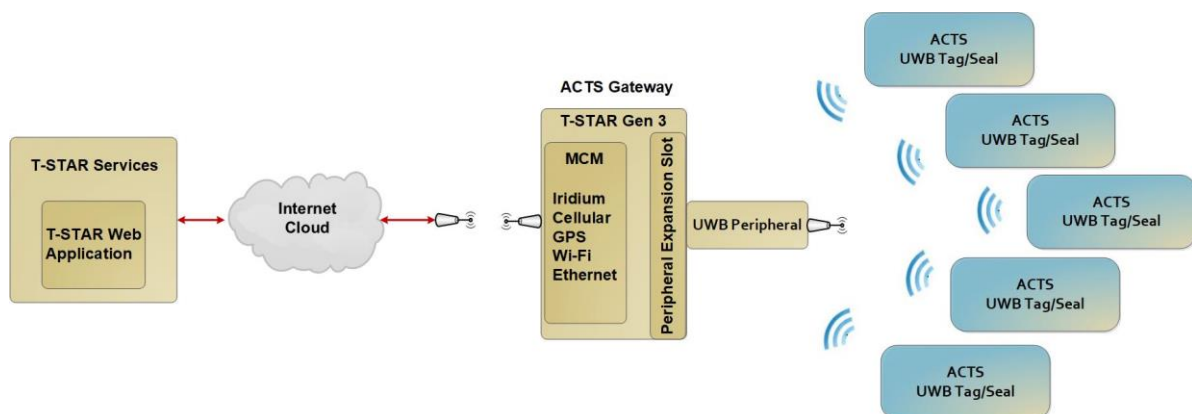 T-STAR Services
T-STAR Web
Application
Internet
Cloud
ACTS Gateway
T-STAR Gen 3
MCM
Iridium
Cellular
GPS
Wi-Fi
Ethernet
Peripheral Expansion Slot
UWB Peripheral
ACTS
UWB Tag/Seal
ACTS
UWB Tag/Seal
ACTS
UWB Tag/Seal
ACTS
UWB Tag/Seal
ACTS
UWB Tag/Seal